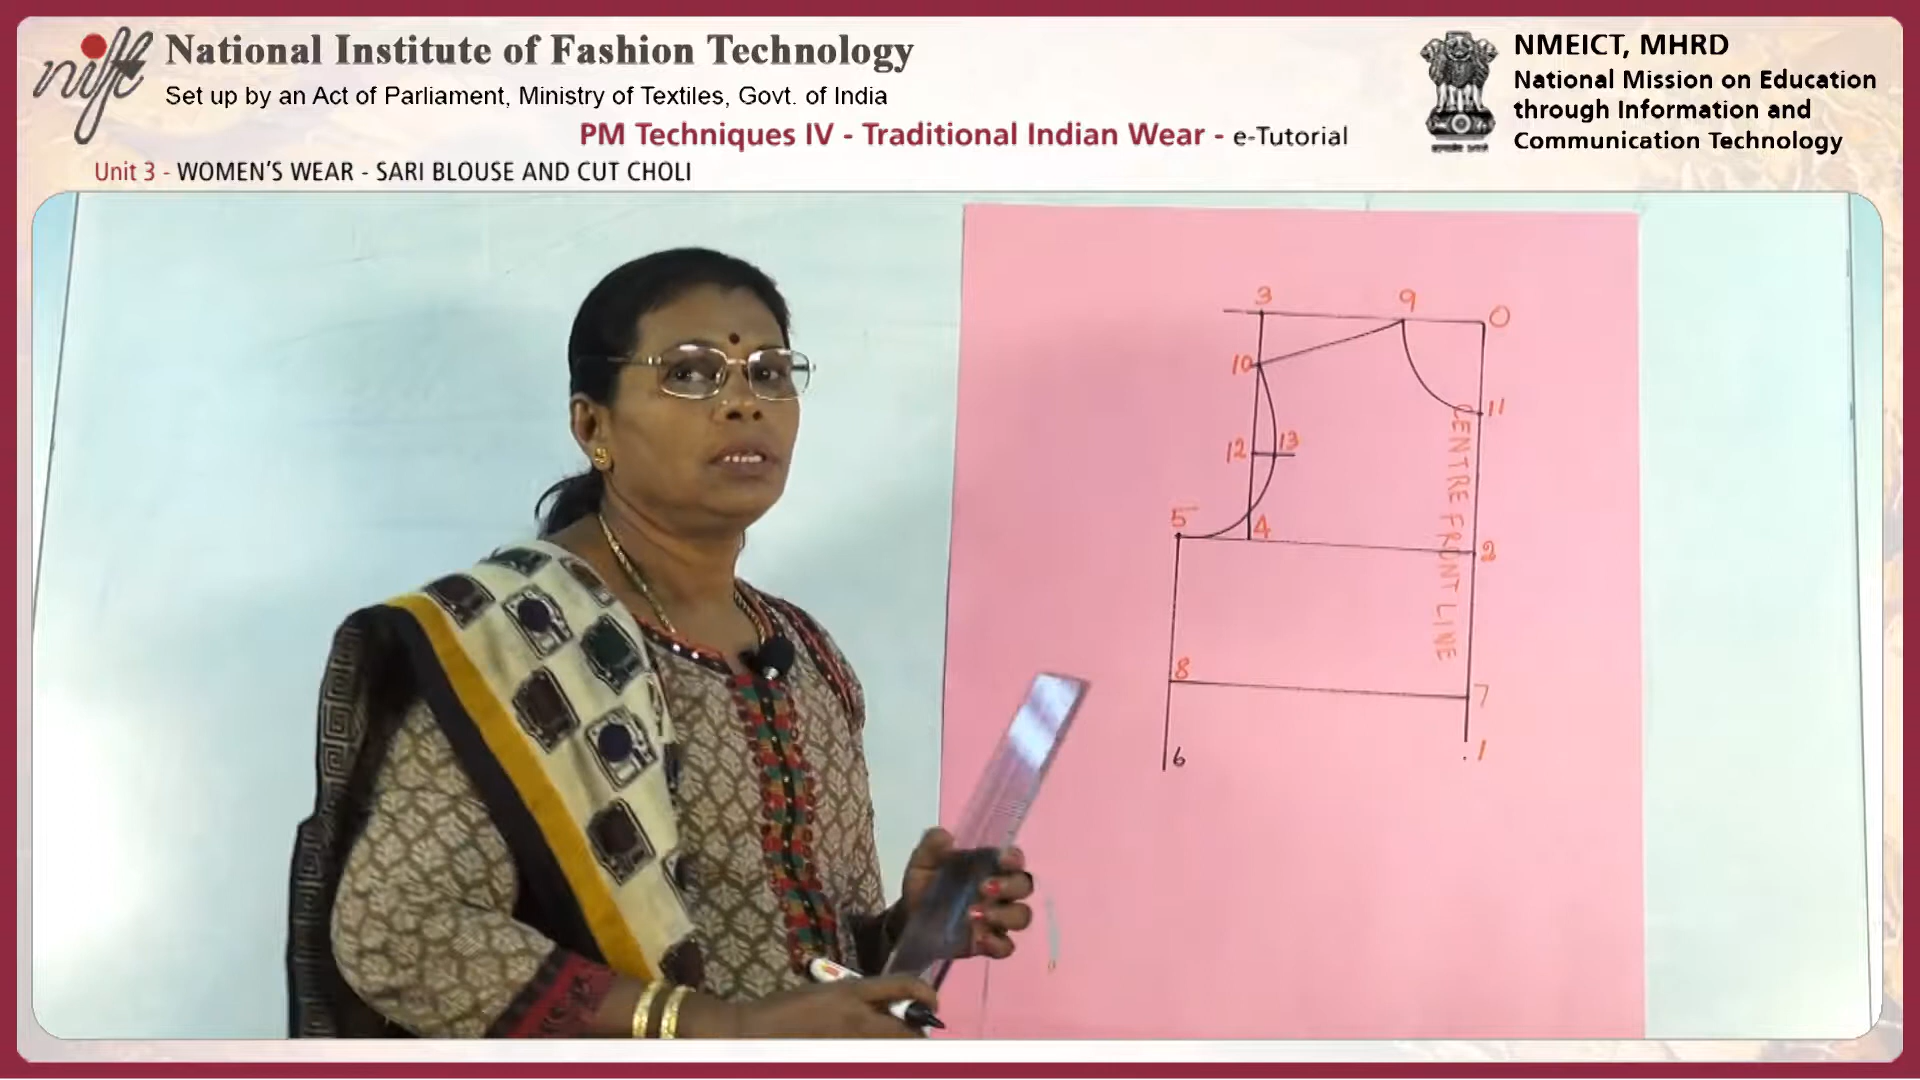 nift
National Institute of Fashion Technology
Set up by an Act of Parliament, Ministry of Textiles, Govt. of India
PM Techniques IV - Traditional Indian Wear - e-Tutorial
Unit 3 - WOMEN'S WEAR - SARI BLOUSE AND CUT CHOLI
NMEICT, MHRD
National Mission on Education
through Information and
Communication Technology
3 9 0
10
11
12 13
5 4 2
CENTRE FRONT LINE
8 7
6 1